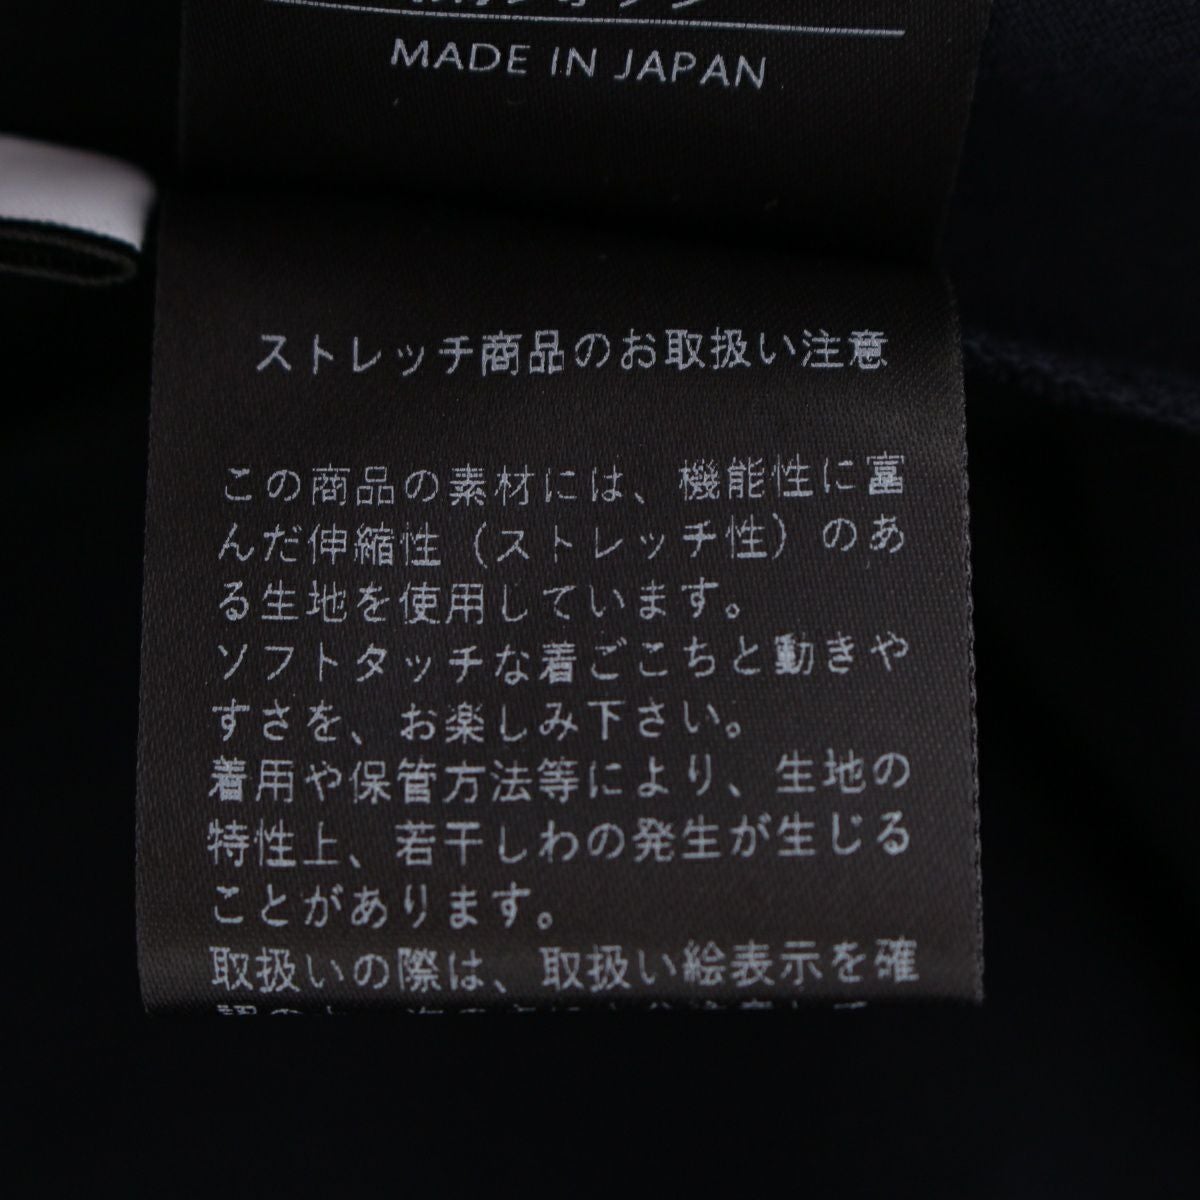 MADE IN JAPAN
ストレッチ商品のお取扱い注意
この商品の素材には、機能性に富
んだ伸縮性（ストレッチ性）のあ
る生地を使用しています。
ソフトタッチな着ごこちと動きや
すさを、お楽しみ下さい。
着用や保管方法等により、生地の
特性上、若干しわの発生が生じる
ことがあります。
取扱いの際は、取扱い絵表示を確